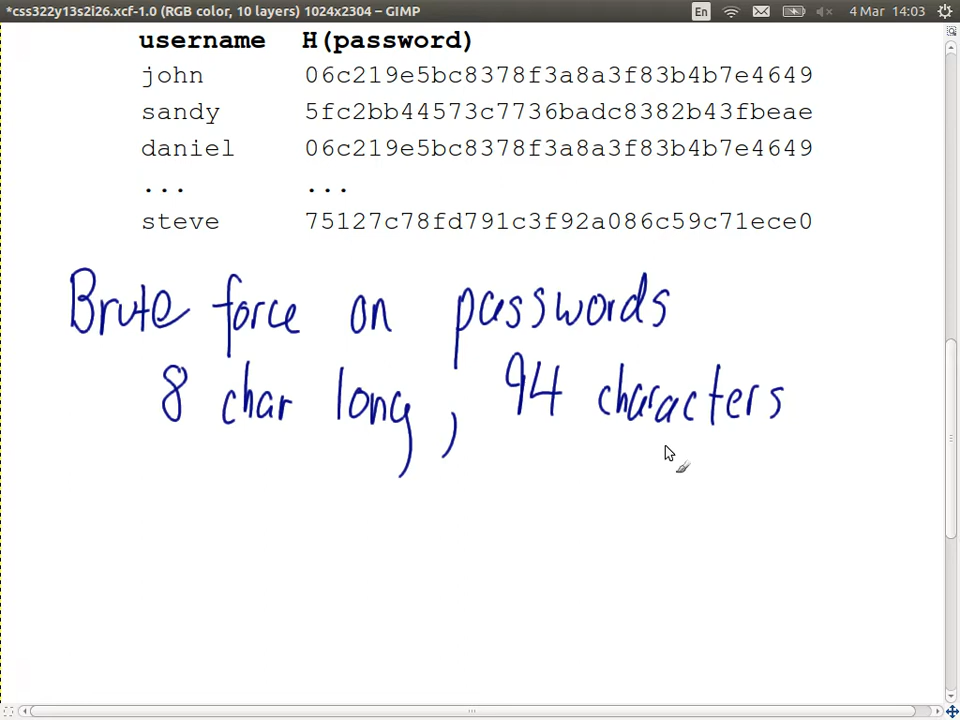 *css322y13s2i26.xcf-1.0 (RGB color, 10 layers) 1024x2304 – GIMP En 4 Mar 14:03
username H(password)
john 06c219e5bc8378f3a8a3f83b4b7e4649
sandy 5fc2bb44573c7736badc8382b43fbeae
daniel 06c219e5bc8378f3a8a3f83b4b7e4649
... ...
steve 75127c78fd791c3f92a086c59c71ece0
Brute force on passwords
8 char long, 94 characters